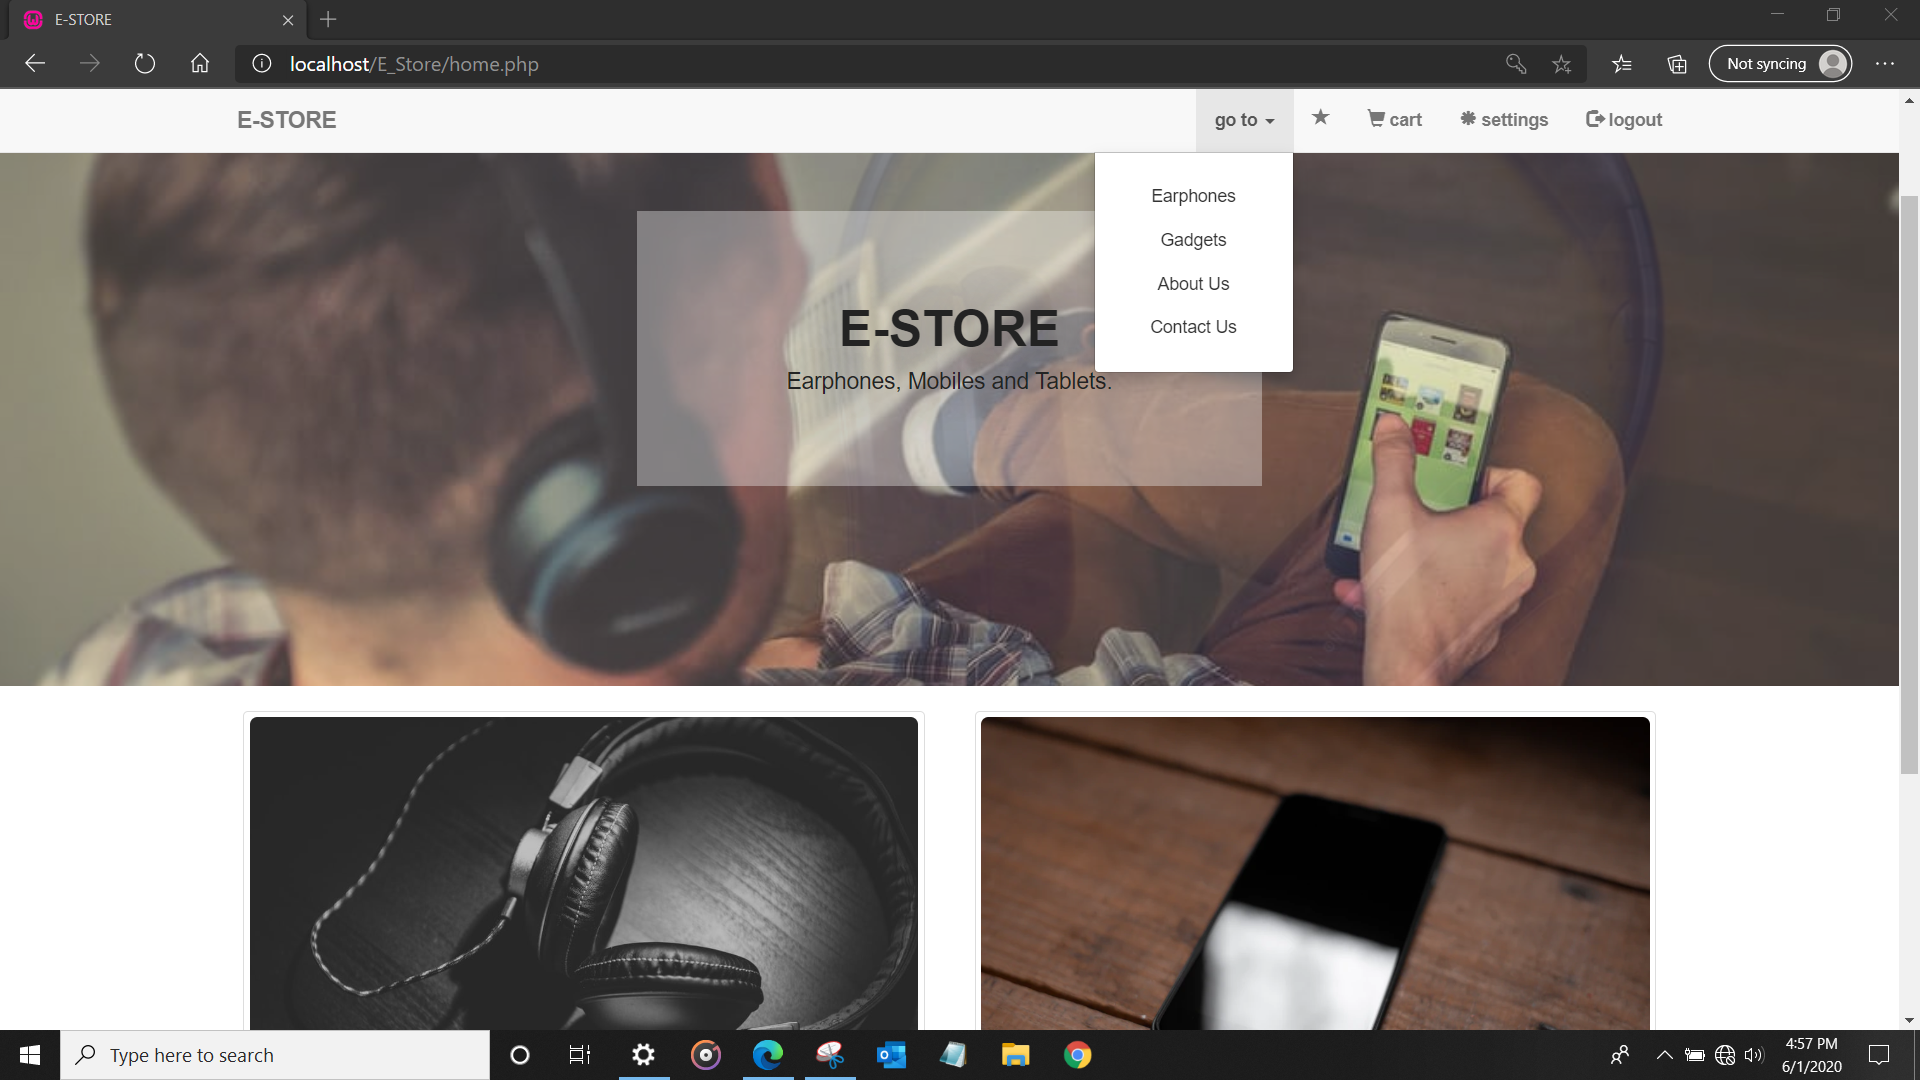 E-STORE
localhost/E_Store/home.php
Not syncing
E-STORE
go to
cart
settings
logout
Earphones
Gadgets
About Us
Contact Us
E-STORE
Earphones, Mobiles and Tablets.
Type here to search
4:57 PM
6/1/2020